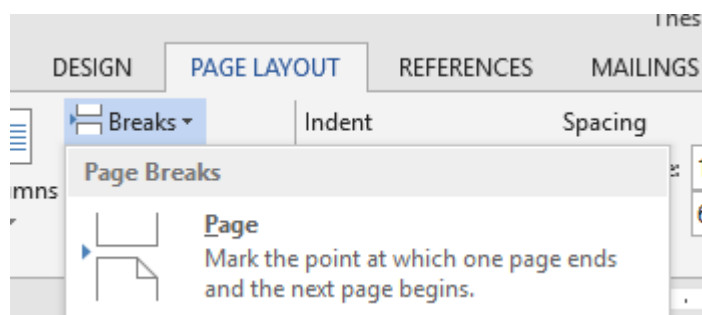 Thes
DESIGN PAGE LAYOUT REFERENCES MAILINGS
Breaks Indent Spacing
Page Breaks
mns
Page
Mark the point at which one page ends
and the next page begins.